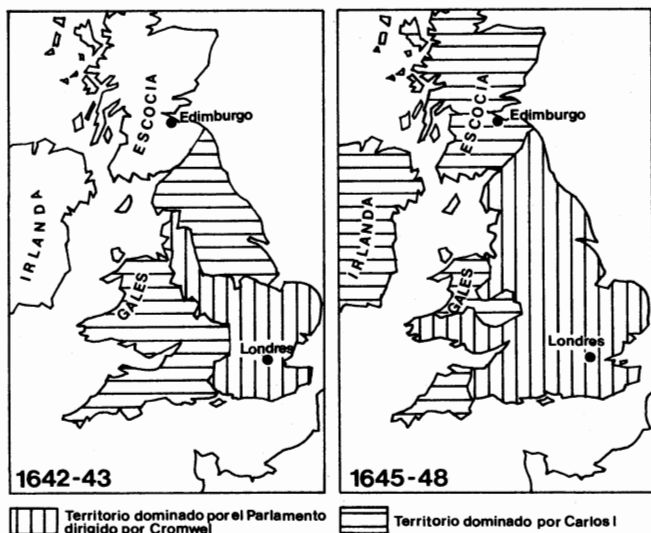 ESCOCIA
Edimburgo
IRLANDA
GALES
Londres
1642-43
ESCOCIA
Edimburgo
IRLANDA
GALES
Londres
1645-48
Territorio dominado por el Parlamento
dirigido por Cromwel
Territorio dominado por Carlos I